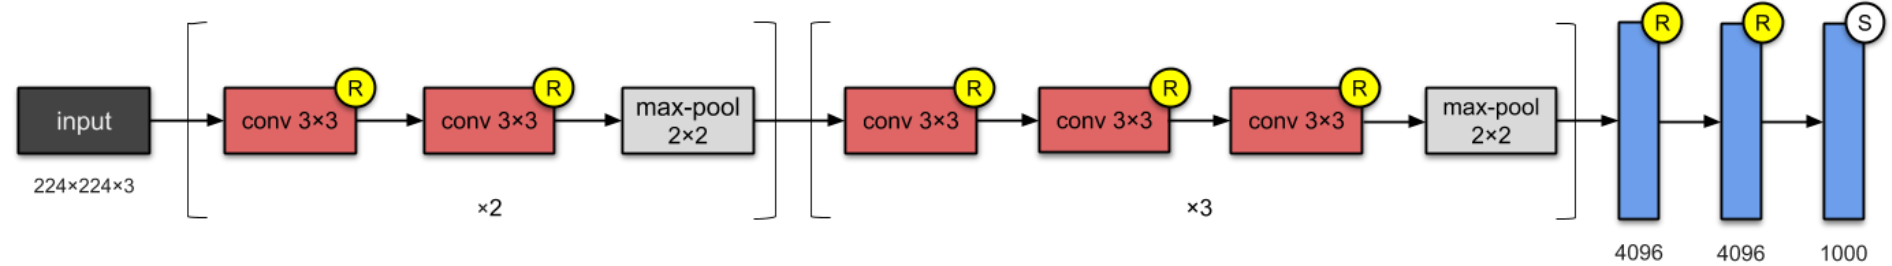 R
R
S
R
R
R
R
R
input
conv 3×3
conv 3×3
max-pool
2×2
conv 3×3
conv 3×3
conv 3×3
max-pool
2×2
224×224×3
×2
×3
4096
4096
1000